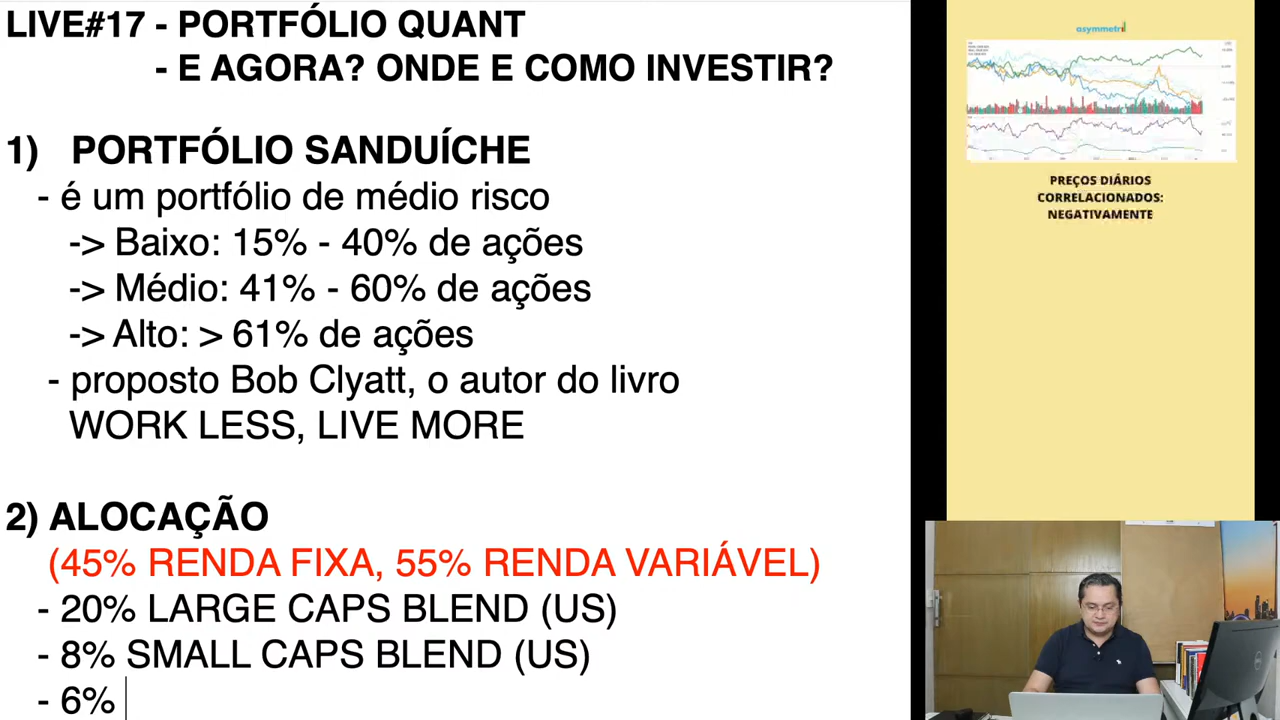 LIVE#17 - PORTFÓLIO QUANT
- E AGORA? ONDE E COMO INVESTIR?
1) PORTFÓLIO SANDUÍCHE
- é um portfólio de médio risco
-> Baixo: 15% - 40% de ações
-> Médio: 41% - 60% de ações
-> Alto: > 61% de ações
- proposto Bob Clyatt, o autor do livro
WORK LESS, LIVE MORE
2) ALOCAÇÃO
(45% RENDA FIXA, 55% RENDA VARIÁVEL)
- 20% LARGE CAPS BLEND (US)
- 8% SMALL CAPS BLEND (US)
- 6%
asymmetri
PREÇOS DIÁRIOS
CORRELACIONADOS:
NEGATIVAMENTE